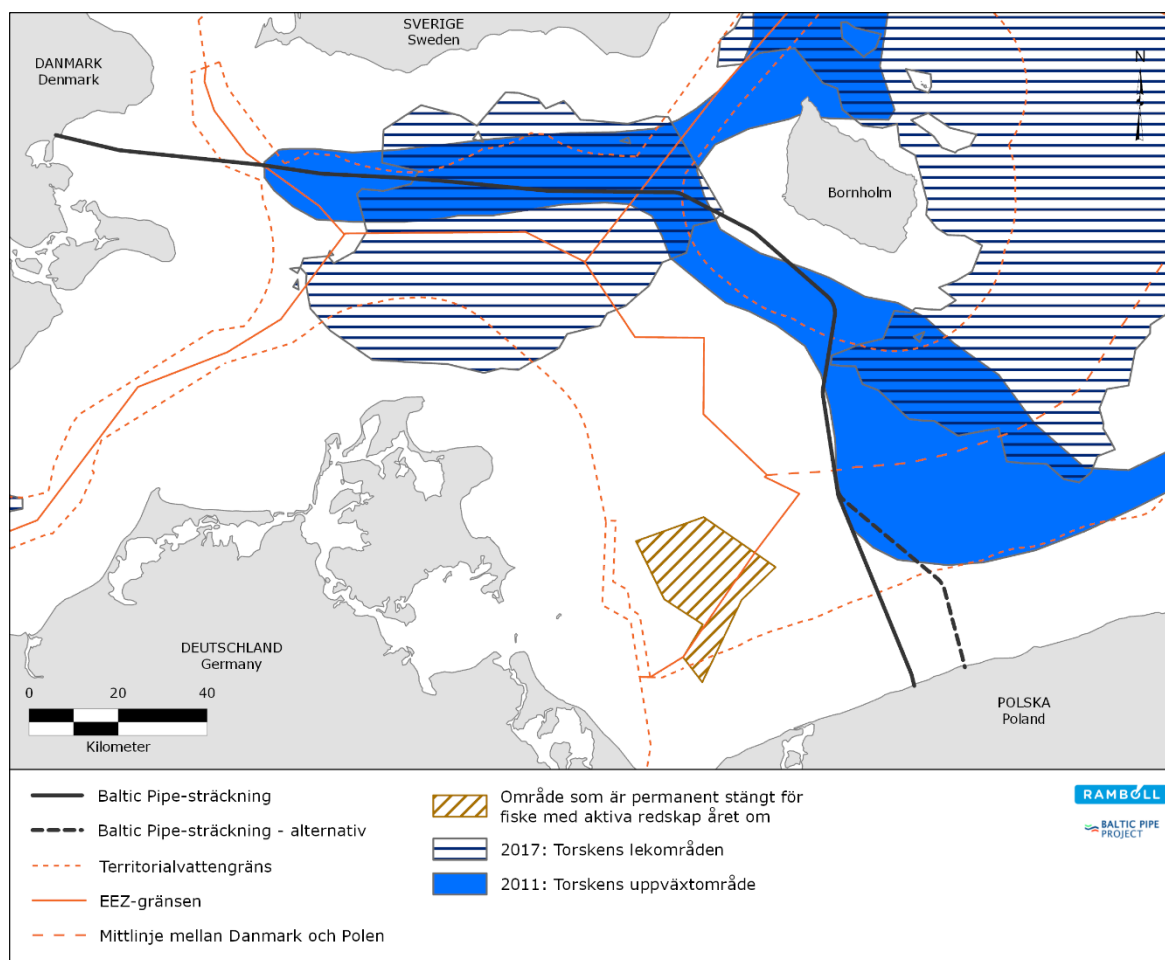 SVERIGE
Sweden
DANMARK
Denmark
N
Bornholm
DEUTSCHLAND
Germany
0 20 40
Kilometer
POLSKA
Poland
Baltic Pipe-sträckning
Baltic Pipe-sträckning - alternativ
Territorialvattengräns
EEZ-gränsen
Mittlinje mellan Danmark och Polen
Område som är permanent stängt för
fiske med aktiva redskap året om
2017: Torskens lekområden
2011: Torskens uppväxtområde
RAMBOLL
BALTIC PIPE
PROJECT